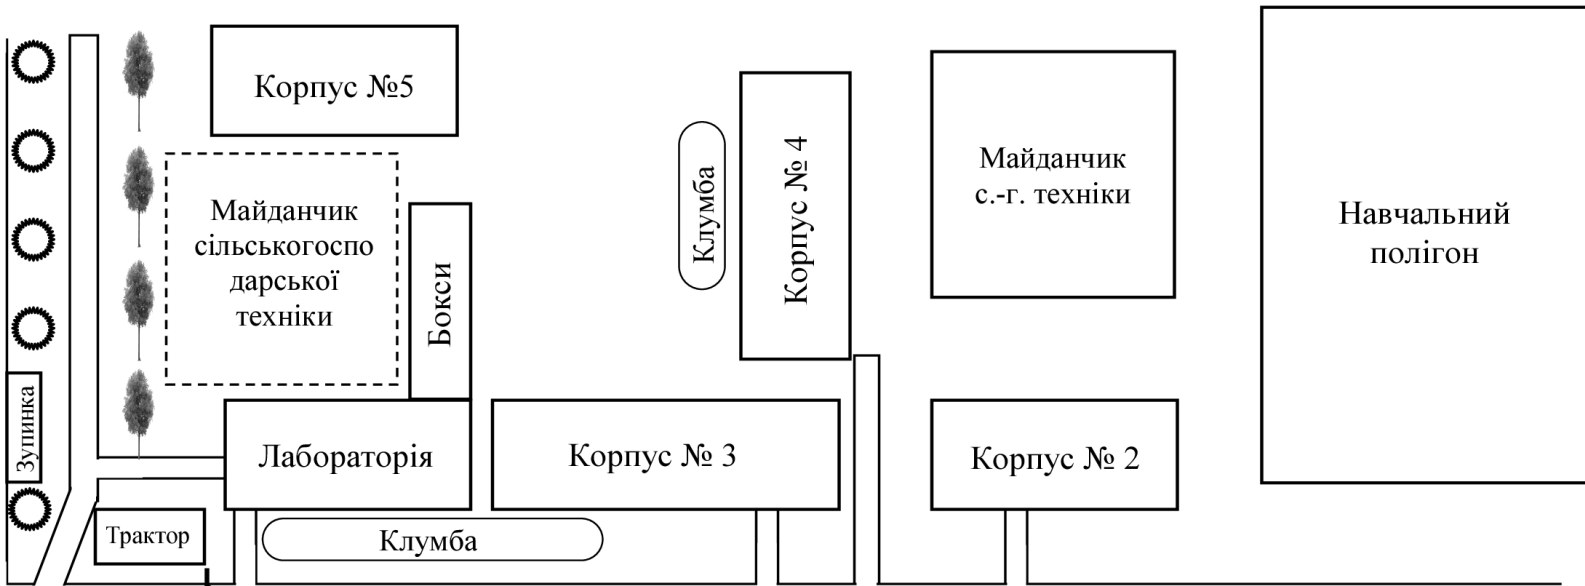 Корпус №5
Майданчик
сільськогоспо
дарської
техніки
Бокси
Клумба
Корпус № 4
Майданчик
с.-г. техніки
Навчальний
полігон
Зупинка
Лабораторія
Корпус № 3
Корпус № 2
Трактор
Клумба